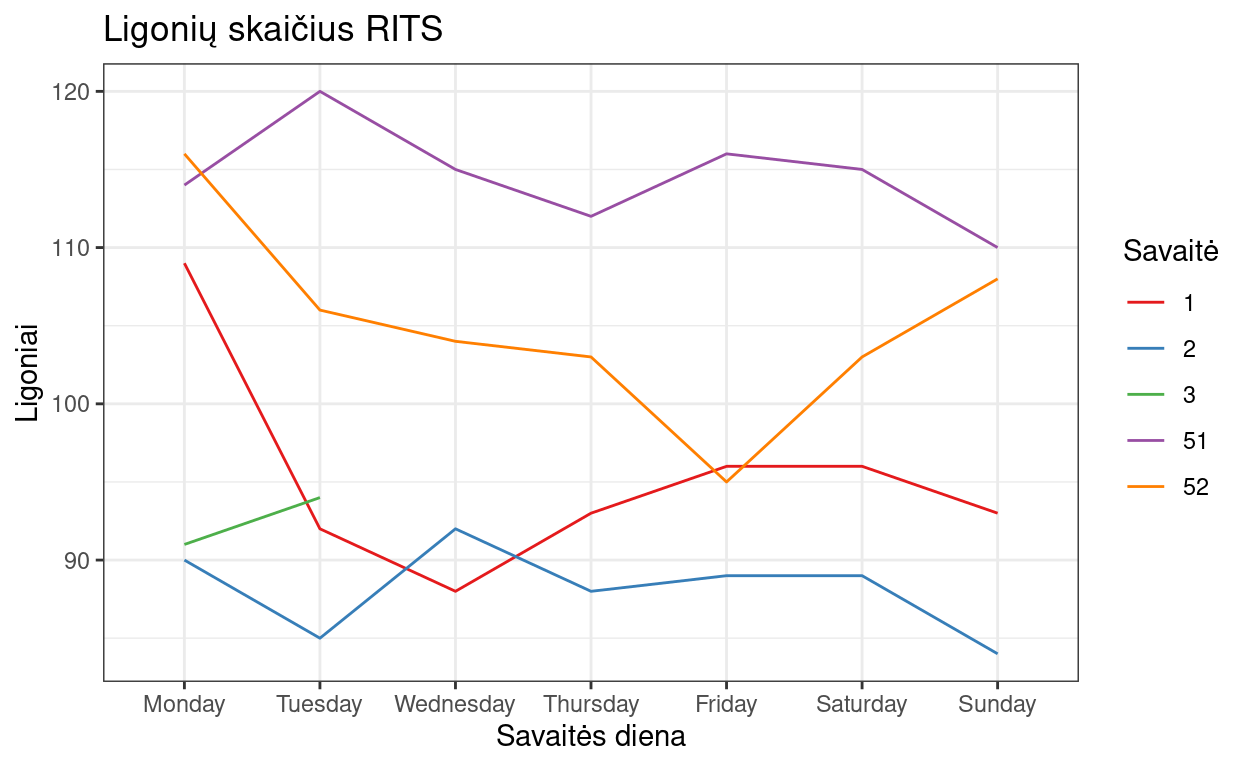 Ligonių skaičius RITS
120
110
100
90
Ligoniai
Monday Tuesday Wednesday Thursday Friday Saturday Sunday
Savaitės diena
Savaitė
1
2
3
51
52